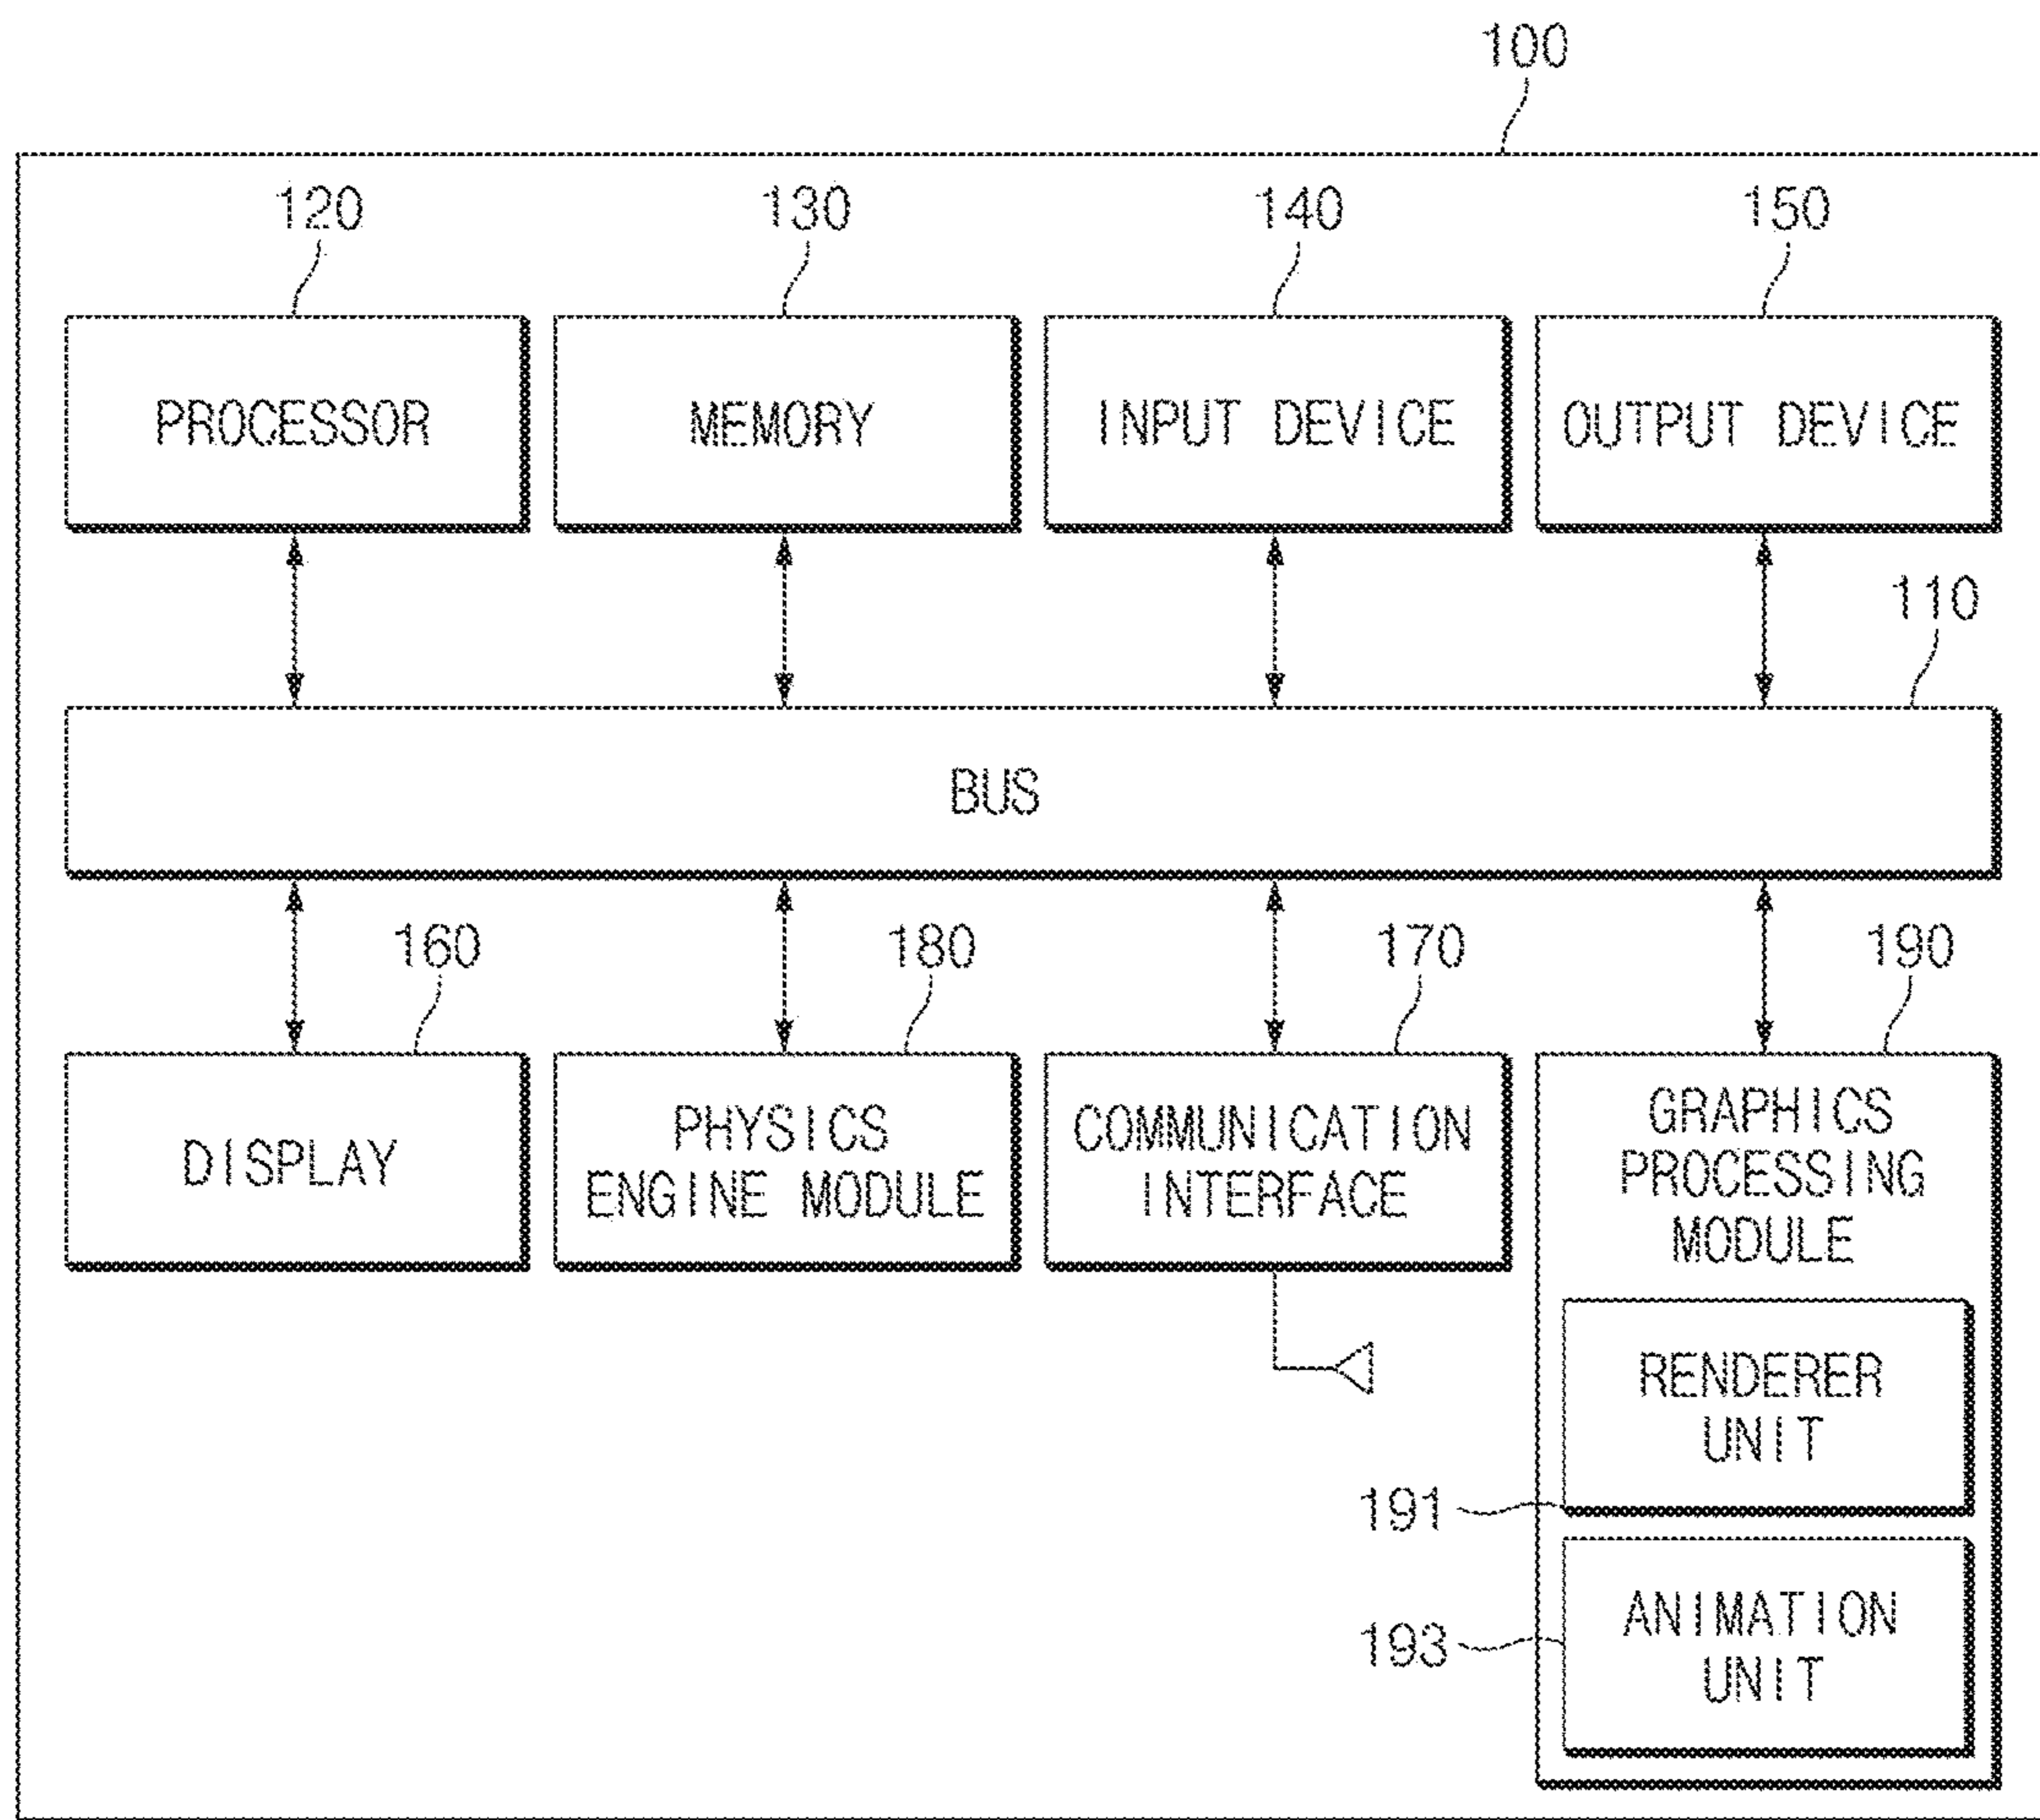 100
120
130
140
150
PROCESSOR
MEMORY
INPUT DEVICE
OUTPUT DEVICE
110
BUS
160
180
170
190
DISPLAY
PHYSICS
ENGINE MODULE
COMMUNICATION
INTERFACE
GRAPHICS
PROCESSING
MODULE
RENDERER
UNIT
191
ANIMATION
UNIT
193